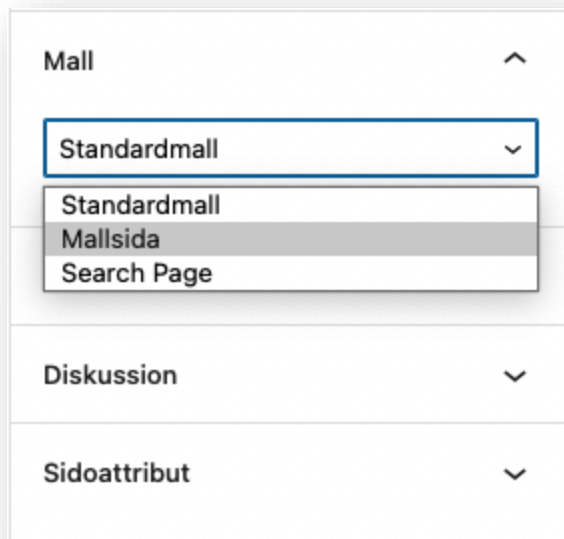 Mall
Standardmall
Standardmall
Mallsida
Search Page
Diskussion
Sidoattribut